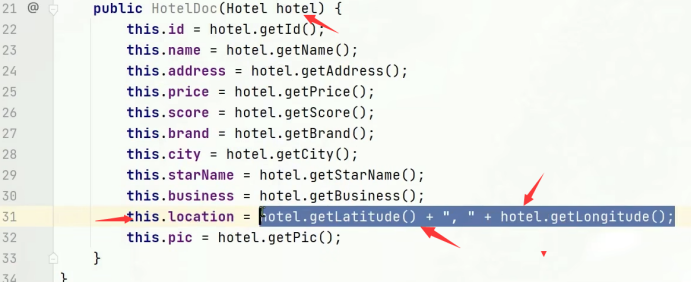 21 @ public HotelDoc(Hotel hotel) {
22 this.id = hotel.getId();
23 this.name = hotel.getName();
24 this.address = hotel.getAddress();
25 this.price = hotel.getPrice();
26 this.score = hotel.getScore();
27 this.brand = hotel.getBrand();
28 this.city = hotel.getCity();
29 this.starName = hotel.getStarName();
30 this.business = hotel.getBusiness();
31 this.location = hotel.getLatitude() + ", " + hotel.getLongitude();
32 this.pic = hotel.getPic();
33 }
34 }